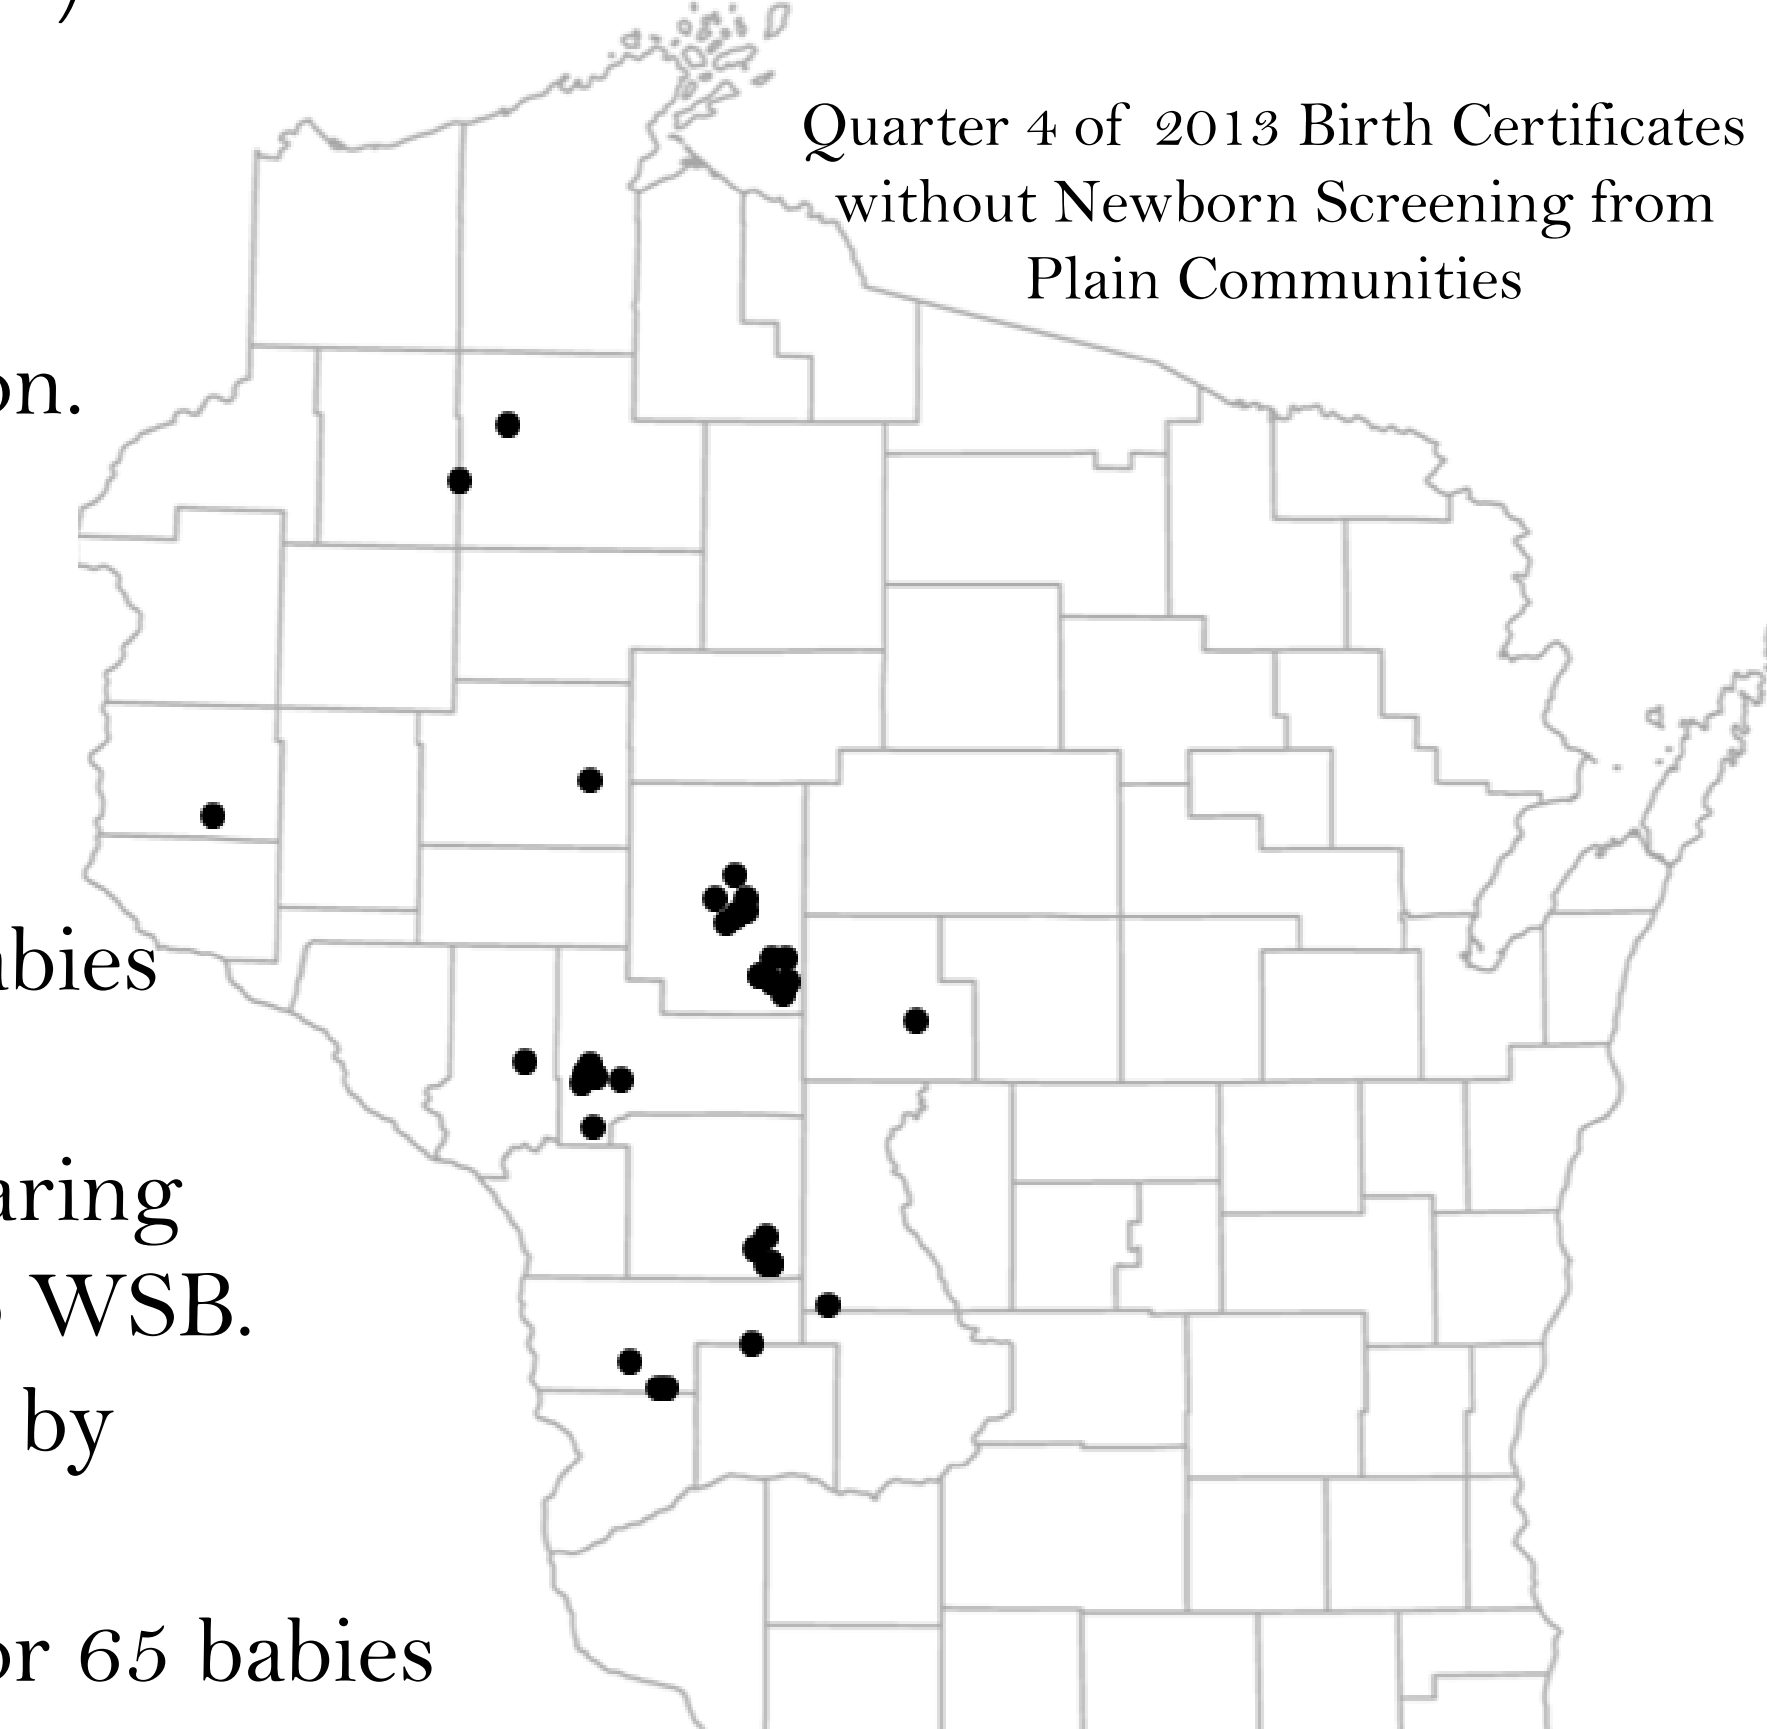 )
Quarter 4 of 2013 Birth Certificates
without Newborn Screening from
Plain Communities
on.
abies
aring
WSB.
by
or 65 babies